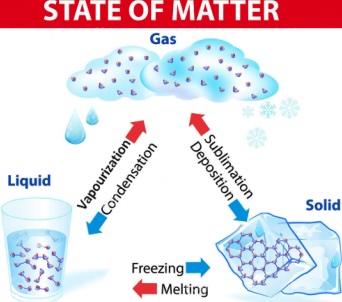 STATE OF MATTER
Gas
Vapourization
Condensation
Sublimation
Deposition
Liquid
Solid
Freezing
Melting